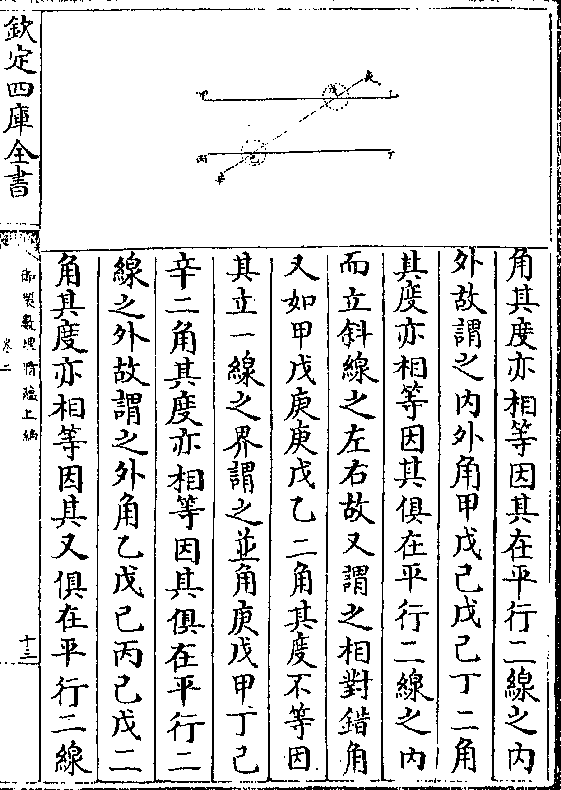 角其度亦相等因其在平行二線之内
外故謂之内外角甲戊己戊己丁二角
其度亦相等因其俱在平行二線之内
而立斜線之左右故又謂之相對錯角
又如甲戊庚庚戊乙二角其度不等因
其立一線之界謂之並角庚戊甲丁己
辛二角其度亦相等因其俱在平行二
線之外故謂之外角乙戊己丙己戊二
角其度亦相等因其又俱在平行二線
甲
乙
丙
丁
戊
己
庚
辛
欽定四庫全書
御製數理精蘊上編
卷二
十三